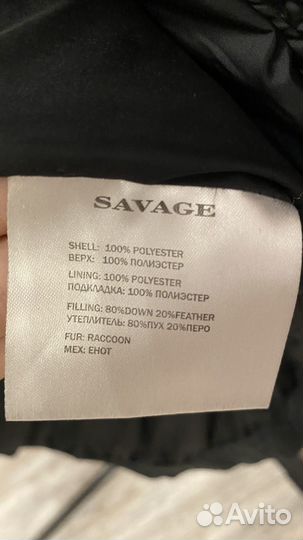 SAVAGE
SHELL: 100% POLYESTER
ВЕРХ: 100% ПОЛИЭСТЕР
LINING: 100% POLYESTER
ПОДКЛАДКА: 100% ПОЛИЭСТЕР
FILLING: 80%DOWN 20%FEATHER
УТЕПЛИТЕЛЬ: 80%ПУХ 20%ПЕРО
FUR: RACCOON
МЕХ: ЕНОТ
Avito